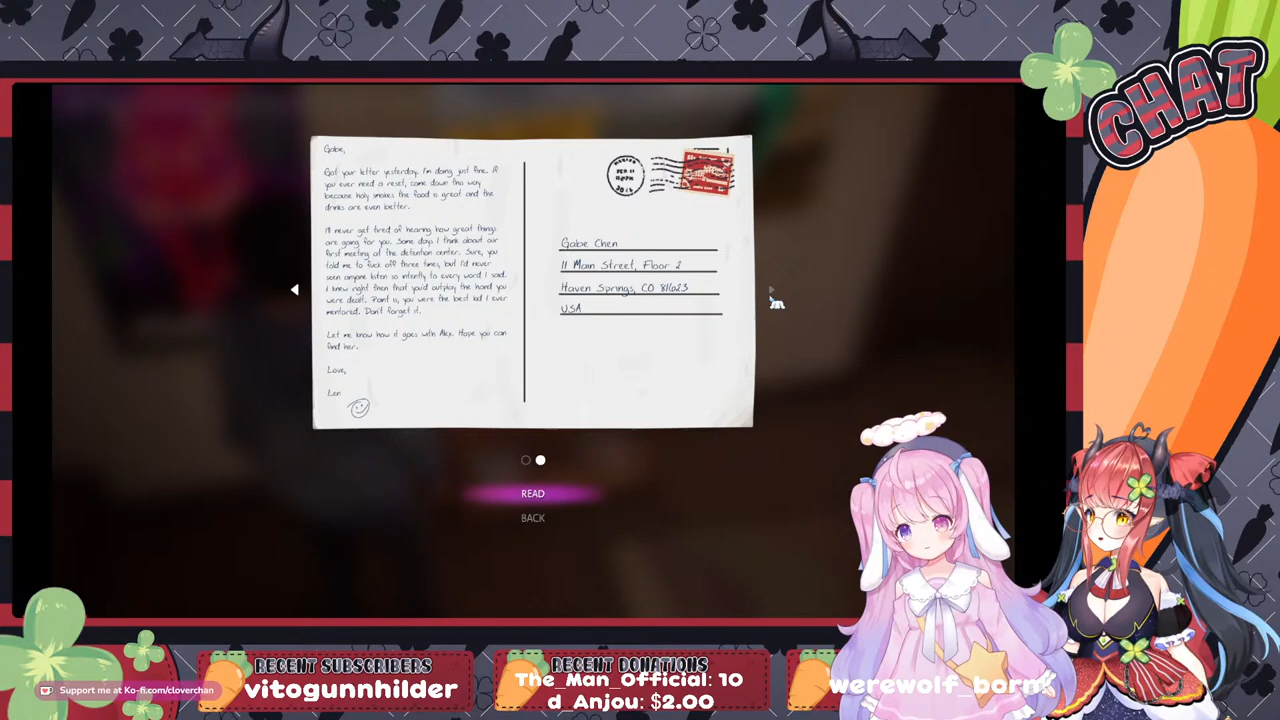 CHAT
Gabe,
Got your letter yesterday. I'm doing just fine. If
you ever need a reset, come down tho way
because holy smokes the food is great and the
drinks are even better.
I'll never get tired of hearing how great things
are going for you. Some days I think about our
first meeting at the detention center. Sure, you
told me to fuck off three times, but I'd never
seen anyone listen so intently to every word I said.
I knew right then that you'd outplay the hand you
were dealt. Point is, you were the best kid I ever
mentored. Don't forget it.
Let me know how it goes with Alex. Hope you can
find her.
Love,
Len
FEB 11
2016
Gabe Chen
11 Main Street, Floor 2
Haven Springs, CO 81623
USA
READ
BACK
RECENT SUBSCRIBERS
vitogunnhilder
RECENT DONATIONS
The_Man_Official: 10
d_Anjou: $2.00
werewolf_born
Support me at Ko-fi.com/cloverchan